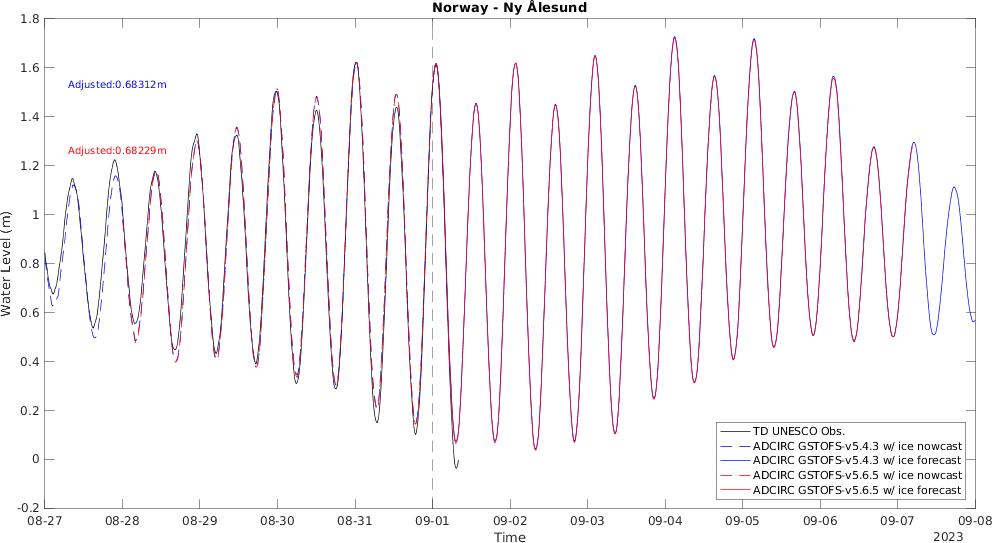 Norway - Ny Ålesund
1.8
1.6
1.4
1.2
1
0.8
0.6
0.4
0.2
0
-0.2
Water Level (m)
Adjusted:0.68312m
Adjusted:0.68229m
TD UNESCO Obs.
ADCIRC GSTOFS-v5.4.3 w/ ice nowcast
ADCIRC GSTOFS-v5.4.3 w/ ice forecast
ADCIRC GSTOFS-v5.6.5 w/ ice nowcast
ADCIRC GSTOFS-v5.6.5 w/ ice forecast
08-27 08-28 08-29 08-30 08-31 09-01 09-02 09-03 09-04 09-05 09-06 09-07 09-08
Time
2023